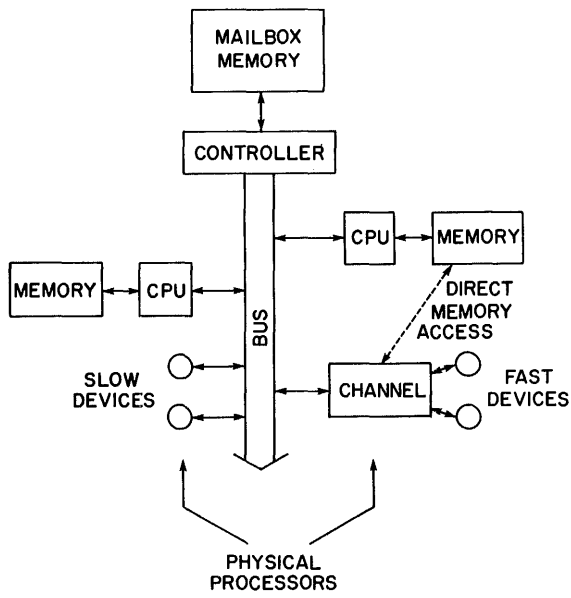 MAILBOX
MEMORY
CONTROLLER
CPU
MEMORY
MEMORY
CPU
DIRECT
MEMORY
ACCESS
BUS
SLOW
DEVICES
CHANNEL
FAST
DEVICES
PHYSICAL
PROCESSORS